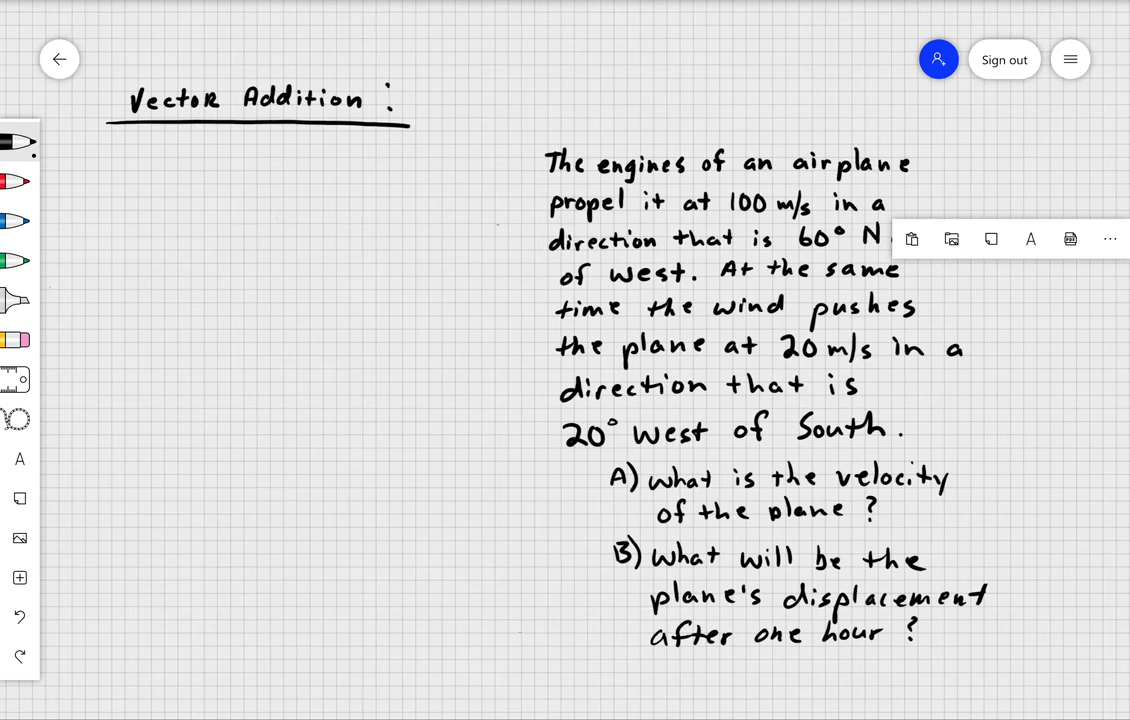 Sign out
Vector Addition:
The engines of an airplane
propel it at 100 m/s in a
direction that is 60° N
of west. At the same
time the wind pushes
the plane at 20 m/s in a
direction that is
20° west of South.
A) what is the velocity
of the plane?
B) what will be the
plane's displacement
after one hour?
A
A
PDF